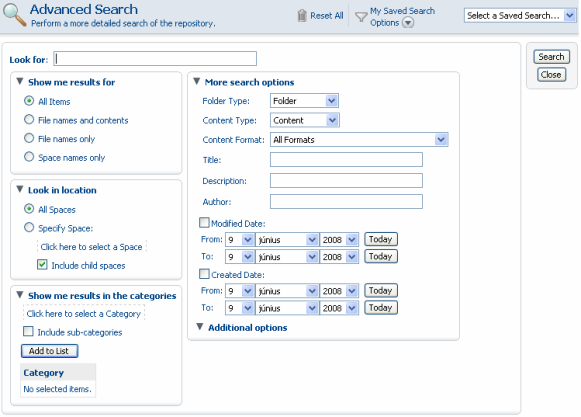 Advanced Search
Perform a more detailed search of the repository.
Reset All
My Saved Search
Options
Select a Saved Search...
Look for:
Search
Close
Show me results for
All Items
File names and contents
File names only
Space names only
Look in location
All Spaces
Specify Space:
Click here to select a Space
Include child spaces
Show me results in the categories
Click here to select a Category
Include sub-categories
Add to List
Category
No selected items.
More search options
Folder Type: Folder
Content Type: Content
Content Format: All Formats
Title:
Description:
Author:
Modified Date:
From: 9 június 2008 Today
To: 9 június 2008 Today
Created Date:
From: 9 június 2008 Today
To: 9 június 2008 Today
Additional options